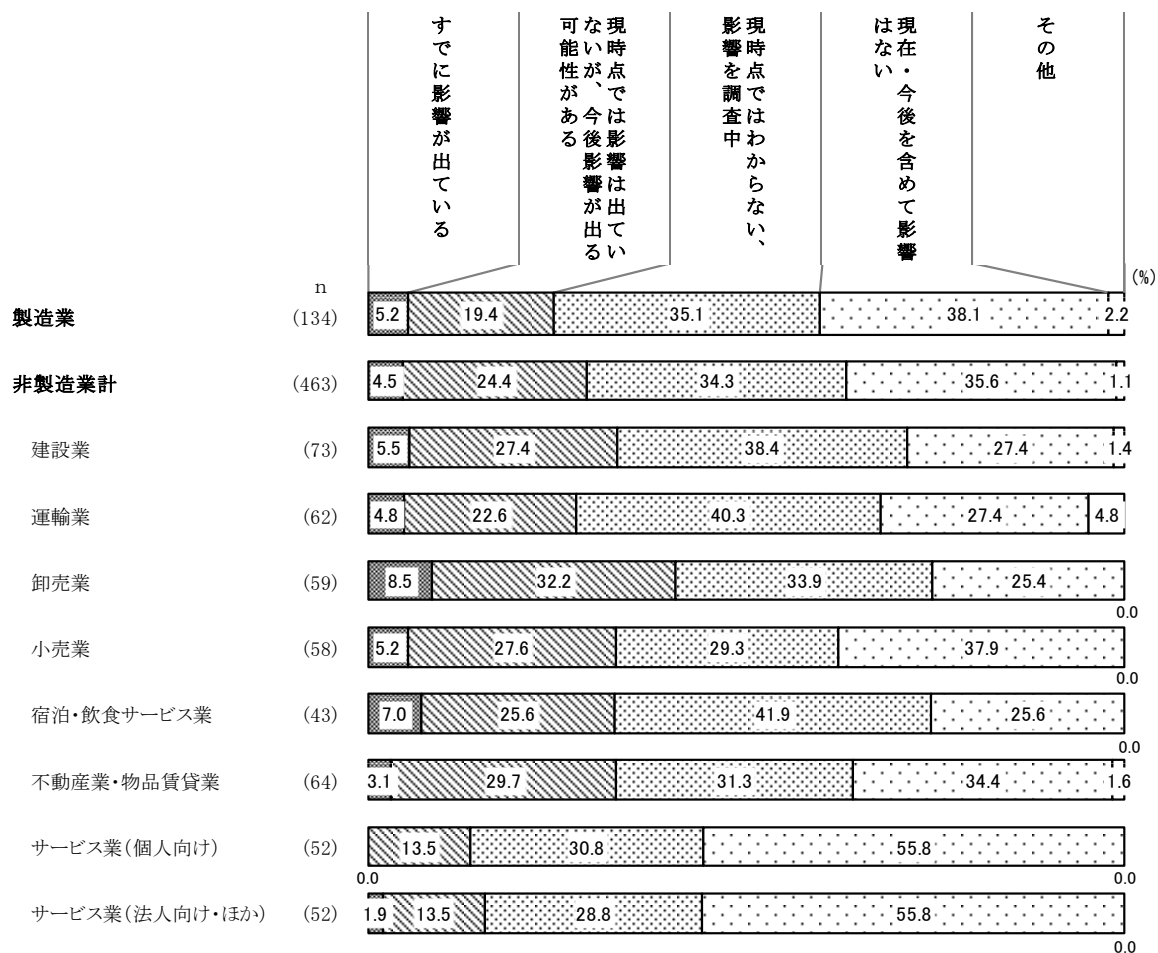 すでに影響が出ている
現時点では影響は出てい
ないが、今後影響が出る
可能性がある
現時点ではわからない、
影響を調査中
現在・今後を含めて影響
はない
その他
(%)
n
製造業 (134) 5.2 19.4 35.1 38.1 2.2
非製造業計 (463) 4.5 24.4 34.3 35.6 1.1
建設業 (73) 5.5 27.4 38.4 27.4 1.4
運輸業 (62) 4.8 22.6 40.3 27.4 4.8
卸売業 (59) 8.5 32.2 33.9 25.4
0.0
小売業 (58) 5.2 27.6 29.3 37.9
0.0
宿泊・飲食サービス業 (43) 7.0 25.6 41.9 25.6
0.0
不動産業・物品賃貸業 (64) 3.1 29.7 31.3 34.4 1.6
サービス業(個人向け) (52) 13.5 30.8 55.8
0.0 0.0
サービス業(法人向け・ほか) (52) 1.9 13.5 28.8 55.8
0.0